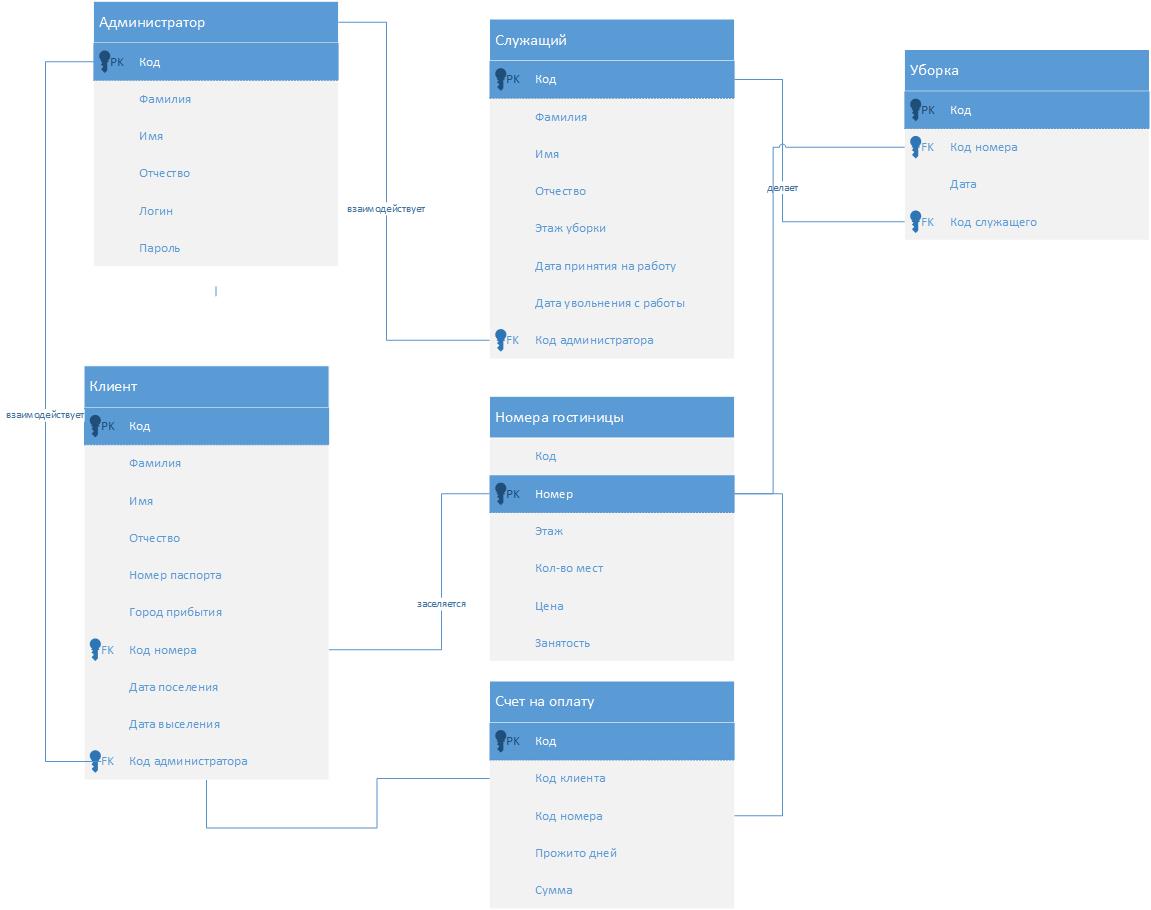 Администратор
PK Код
Фамилия
Имя
Отчество
Логин
Пароль
взаимодействует
Служащий
PK Код
Фамилия
Имя
Отчество
Этаж уборки
Дата принятия на работу
Дата увольнения с работы
FK Код администратора
делает
Уборка
PK Код
FK Код номера
Дата
FK Код служащего
взаимодействует
Клиент
PK Код
Фамилия
Имя
Отчество
Номер паспорта
Город прибытия
FK Код номера
Дата поселения
Дата выселения
FK Код администратора
заселяется
Номера гостиницы
Код
PK Номер
Этаж
Кол-во мест
Цена
Занятость
Счет на оплату
PK Код
Код клиента
Код номера
Прожито дней
Сумма